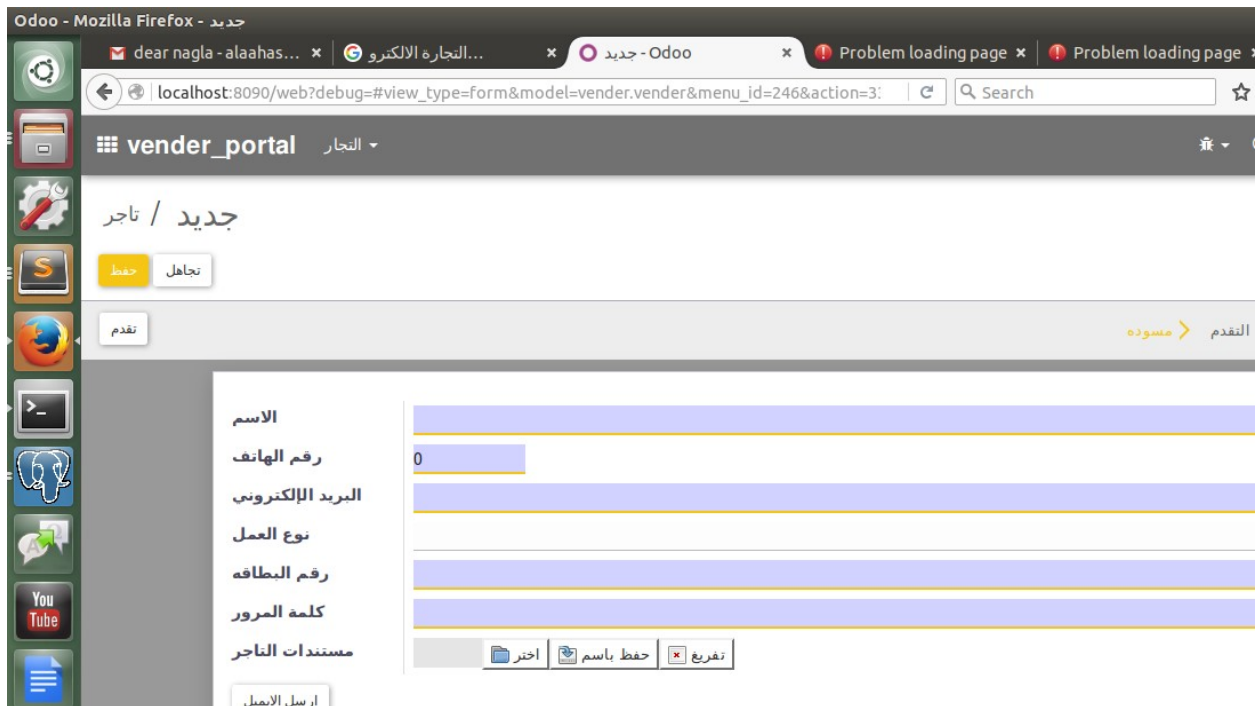 Odoo - Mozilla Firefox - جديد
dear nagla - alaahas... × التجارة الالكترو... × جديد - Odoo × Problem loading page × Problem loading page
localhost:8090/web?debug=#view_type=form&model=vender.vender&menu_id=246&action=3 Search
vender_portal التجار
تاجر / جديد
حفظ تجاهل
تقدم مسوده التقدم
الاسم
رقم الهاتف 0
البريد الإلكتروني
نوع العمل
رقم البطاقه
كلمة المرور
مستندات التاجر اختر حفظ باسم تفريغ
ارسل الايميل
You
Tube